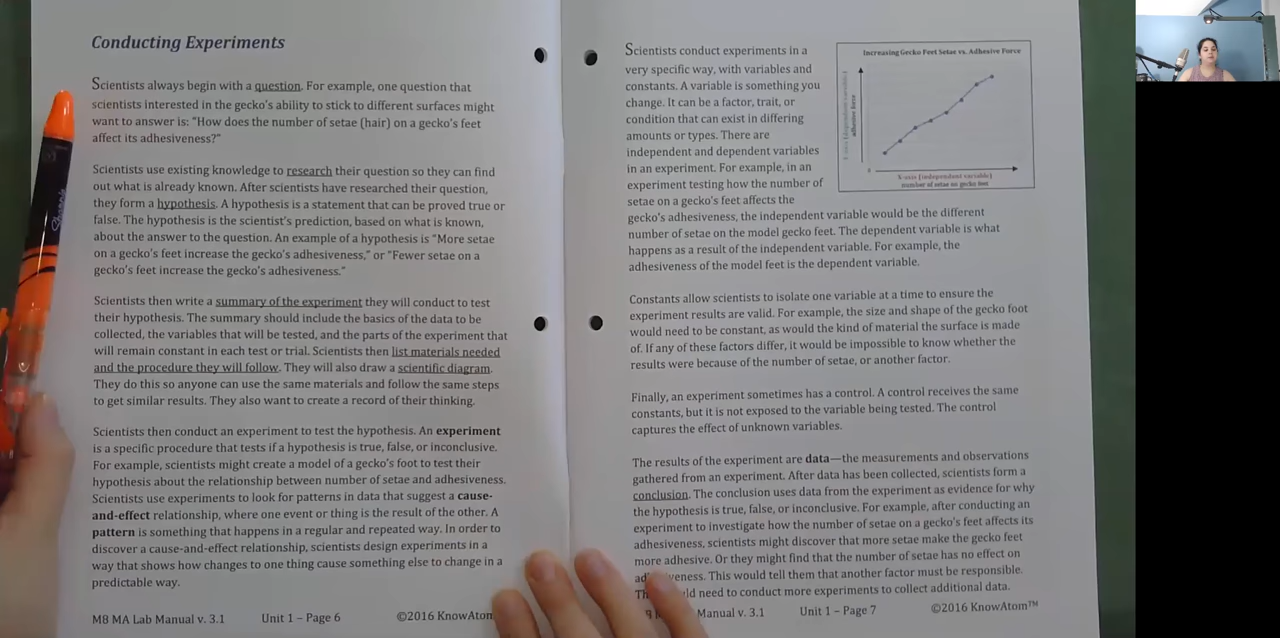 Conducting Experiments
Scientists always begin with a question. For example, one question that
scientists interested in the gecko's ability to stick to different surfaces might
want to answer is: "How does the number of setae (hair) on a gecko's feet
affect its adhesiveness?"
Scientists use existing knowledge to research their question so they can find
out what is already known. After scientists have researched their question,
they form a hypothesis. A hypothesis is a statement that can be proved true or
false. The hypothesis is the scientist's prediction, based on what is known,
about the answer to the question. An example of a hypothesis is "More setae
on a gecko's feet increase the gecko's adhesiveness," or "Fewer setae on a
gecko's feet increase the gecko's adhesiveness."
Scientists then write a summary of the experiment they will conduct to test
their hypothesis. The summary should include the basics of the data to be
collected, the variables that will be tested, and the parts of the experiment that
will remain constant in each test or trial. Scientists then list materials needed
and the procedure they will follow. They will also draw a scientific diagram.
They do this so anyone can use the same materials and follow the same steps
to get similar results. They also want to create a record of their thinking.
Scientists then conduct an experiment to test the hypothesis. An experiment
is a specific procedure that tests if a hypothesis is true, false, or inconclusive.
For example, scientists might create a model of a gecko's foot to test their
hypothesis about the relationship between number of setae and adhesiveness.
Scientists use experiments to look for patterns in data that suggest a cause-
and-effect relationship, where one event or thing is the result of the other. A
pattern is something that happens in a regular and repeated way. In order to
discover a cause-and-effect relationship, scientists design experiments in a
way that shows how changes to one thing cause something else to change in a
predictable way.
M8 MA Lab Manual v. 3.1 Unit 1 – Page 6 ©2016 KnowAtom
Scientists conduct experiments in a
very specific way, with variables and
constants. A variable is something you
change. It can be a factor, trait, or
condition that can exist in differing
amounts or types. There are
independent and dependent variables
in an experiment. For example, in an
experiment testing how the number of
setae on a gecko's feet affects the
gecko's adhesiveness, the independent variable would be the different
number of setae on the model gecko feet. The dependent variable is what
happens as a result of the independent variable. For example, the
adhesiveness of the model feet is the dependent variable.
Increasing Gecko Feet Setae vs. Adhesive Force
Y-axis (dependent variable)
adhesive force
0
X-axis (independent variable)
number of setae on gecko feet
Constants allow scientists to isolate one variable at a time to ensure the
experiment results are valid. For example, the size and shape of the gecko foot
would need to be constant, as would the kind of material the surface is made
of. If any of these factors differ, it would be impossible to know whether the
results were because of the number of setae, or another factor.
Finally, an experiment sometimes has a control. A control receives the same
constants, but it is not exposed to the variable being tested. The control
captures the effect of unknown variables.
The results of the experiment are data—the measurements and observations
gathered from an experiment. After data has been collected, scientists form a
conclusion. The conclusion uses data from the experiment as evidence for why
the hypothesis is true, false, or inconclusive. For example, after conducting an
experiment to investigate how the number of setae on a gecko's feet affects its
adhesiveness, scientists might discover that more setae make the gecko feet
more adhesive. Or they might find that the number of setae has no effect on
This would tell them that another factor must be responsible.
need to conduct more experiments to collect additional data.
Manual v. 3.1 Unit 1 – Page 7 ©2016 KnowAtom™
Sharpie